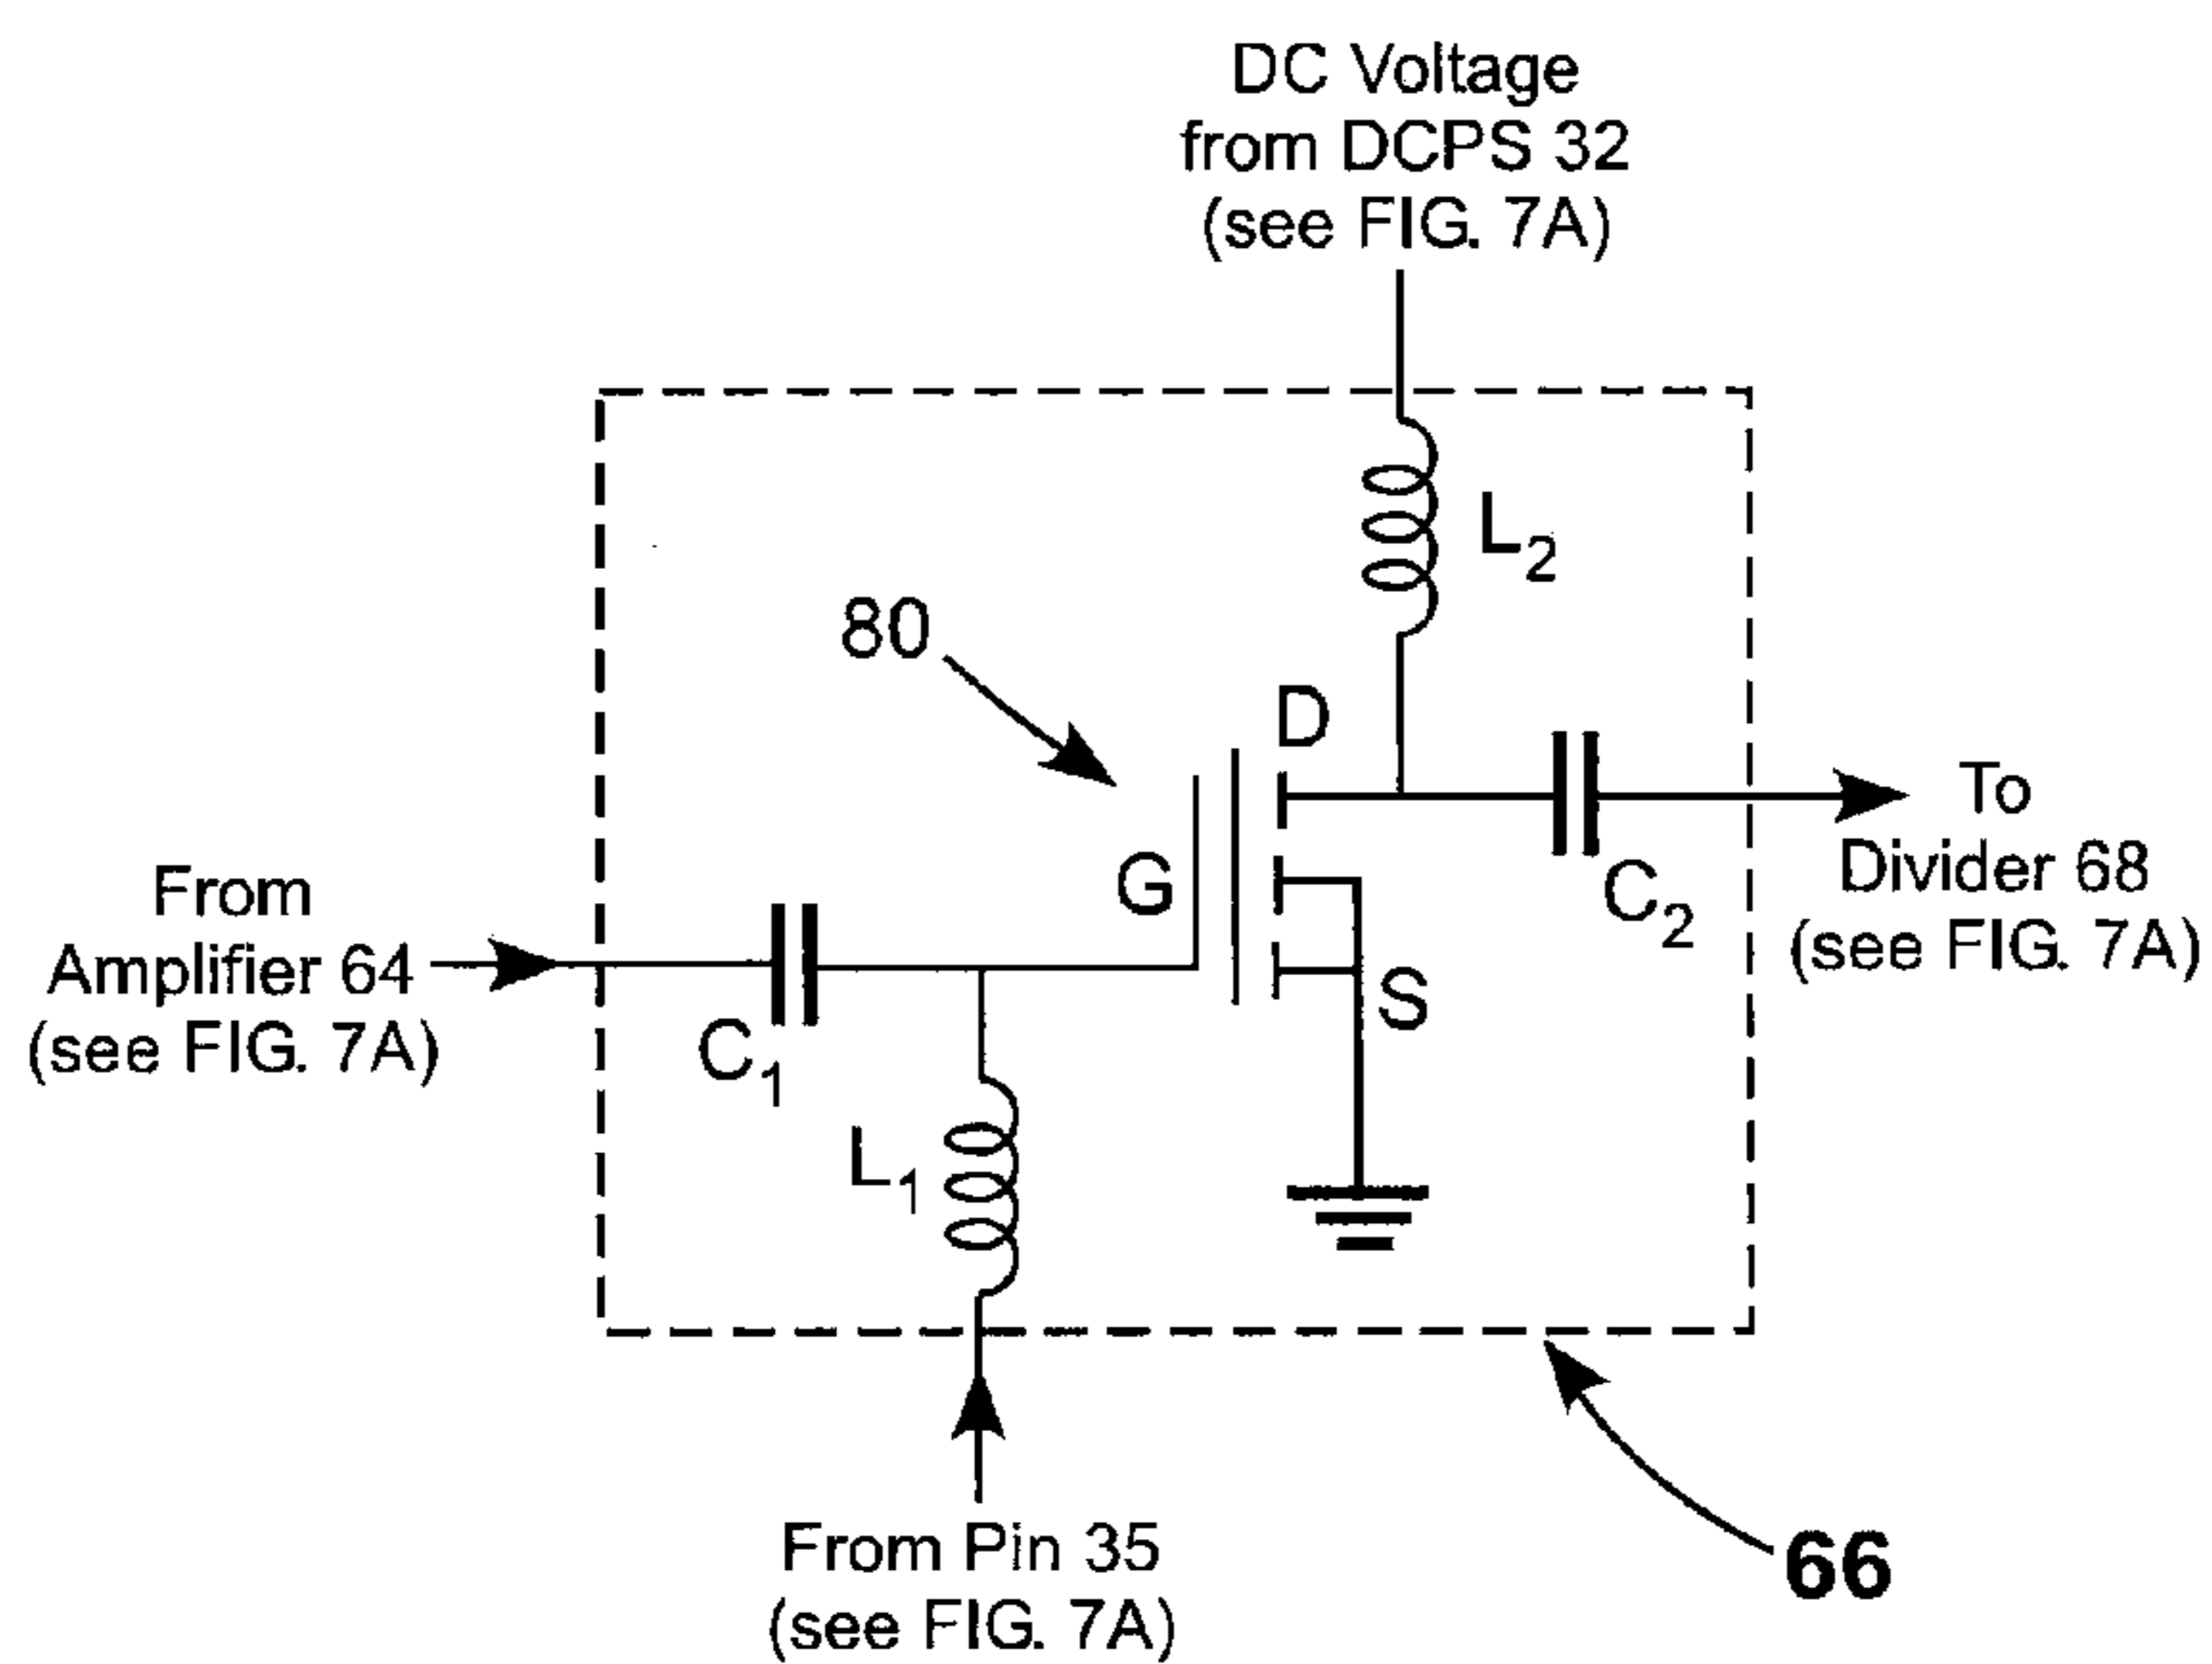 DC Voltage
from DCPS 32
(see FIG. 7A)
L2
80
D
To
Divider 68
(see FIG. 7A)
C2
G
From
Amplifier 64
(see FIG. 7A)
C1
S
L1
From Pin 35
(see FIG. 7A)
66